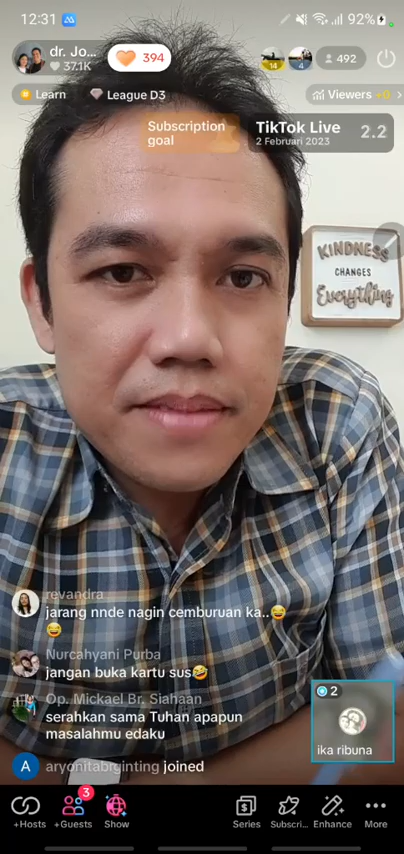 12:31
92%
dr. Jo...
37.1K
394
14
4
492
Learn
League D3
Viewers +0
Subscription
goal
TikTok Live
2 Februari 2023
2.2
KINDNESS
CHANGES
Everything
revandra
jarang nnde nagin cemburuan ka..😂
😂
Nurcahyani Purba
jangan buka kartu sus🤣
Op. Mickael Br. Siahaan
serahkan sama Tuhan apapun
masalahmu edaku
2
ika ribuna
A
aryonitabrginting joined
3
+Hosts
+Guests
Show
Series
Subscri...
Enhance
More